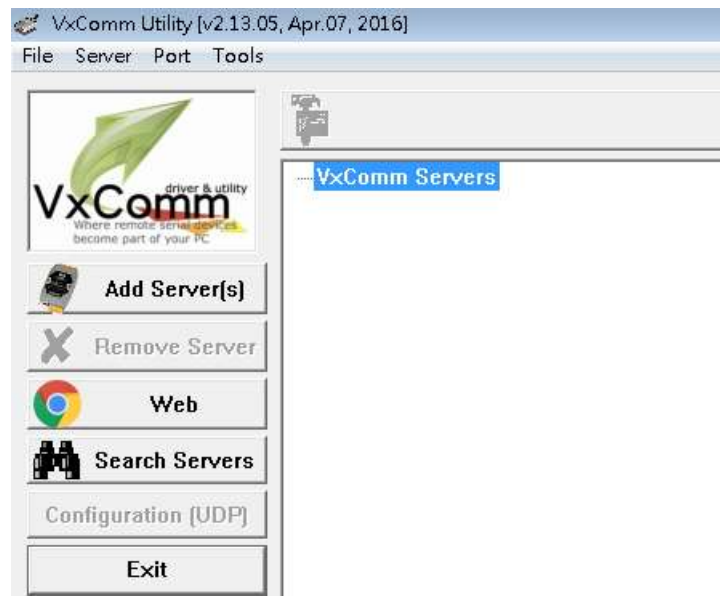 VxComm Utility [v2.13.05, Apr.07, 2016]
File Server Port Tools
VxComm
driver & utility
Where remote serial devices
become part of your PC
VxComm Servers
Add Server(s)
Remove Server
Web
Search Servers
Configuration (UDP)
Exit